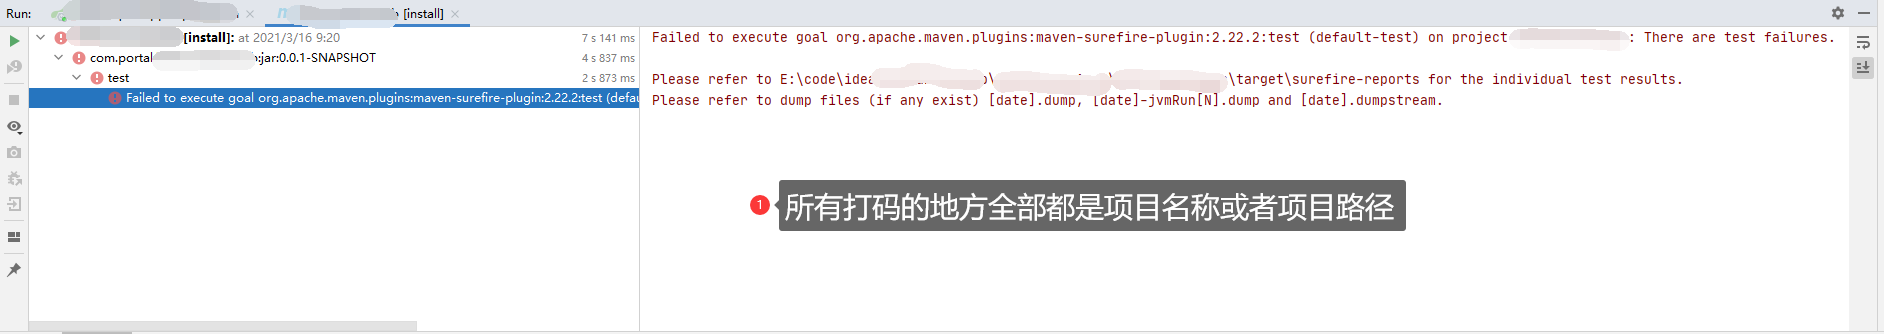 Run:
[install]
[install]: at 2021/3/16 9:20
7 s 141 ms
com.portal :jar:0.0.1-SNAPSHOT
4 s 837 ms
test
2 s 873 ms
Failed to execute goal org.apache.maven.plugins:maven-surefire-plugin:2.22.2:test (defau
Failed to execute goal org.apache.maven.plugins:maven-surefire-plugin:2.22.2:test (default-test) on project : There are test failures.
Please refer to E:\code\idea \ \ \target\surefire-reports for the individual test results.
Please refer to dump files (if any exist) [date].dump, [date]-jvmRun[N].dump and [date].dumpstream.
1
所有打码的地方全部都是项目名称或者项目路径